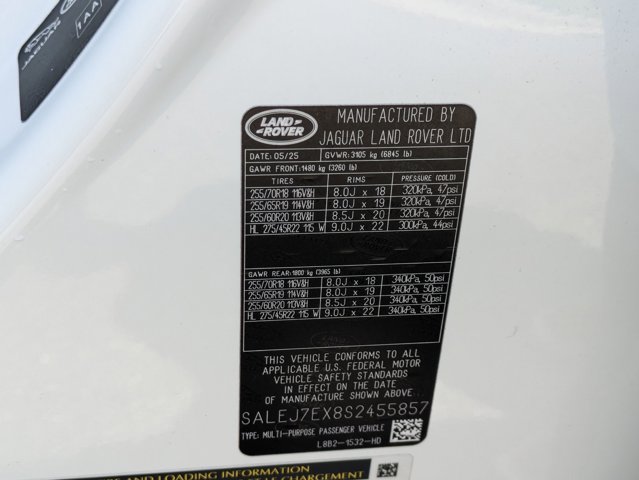 JAGUAR
1AA
LAND
ROVER
MANUFACTURED BY
JAGUAR LAND ROVER LTD
DATE: 05/25 GVWR: 3105 kg (6845 lb)
GAWR FRONT: 1480 kg (3260 lb)
TIRES RIMS PRESSURE (COLD)
255/70R18 116V&H 8.0J x 18 320kPa, 47psi
255/65R19 114V&H 8.0J x 19 320kPa, 47psi
255/60R20 113V&H 8.5J x 20 320kPa, 47psi
HL 275/45R22 115 W 9.0J x 22 300kPa, 44psi
GAWR REAR: 1800 kg (3965 lb)
255/70R18 116V&H 8.0J x 18 340kPa, 50psi
255/65R19 114V&H 8.0J x 19 340kPa, 50psi
255/60R20 113V&H 8.5J x 20 340kPa, 50psi
HL 275/45R22 115 W 9.0J x 22 340kPa, 50psi
THIS VEHICLE CONFORMS TO ALL
APPLICABLE U.S. FEDERAL MOTOR
VEHICLE SAFETY STANDARDS
IN EFFECT ON THE DATE
OF MANUFACTURE SHOWN ABOVE
SALEJ7EX8S2455857
TYPE: MULTI-PURPOSE PASSENGER VEHICLE
L8B2-1532-HD
AND LOADING INFORMATION
CHARGEMENT